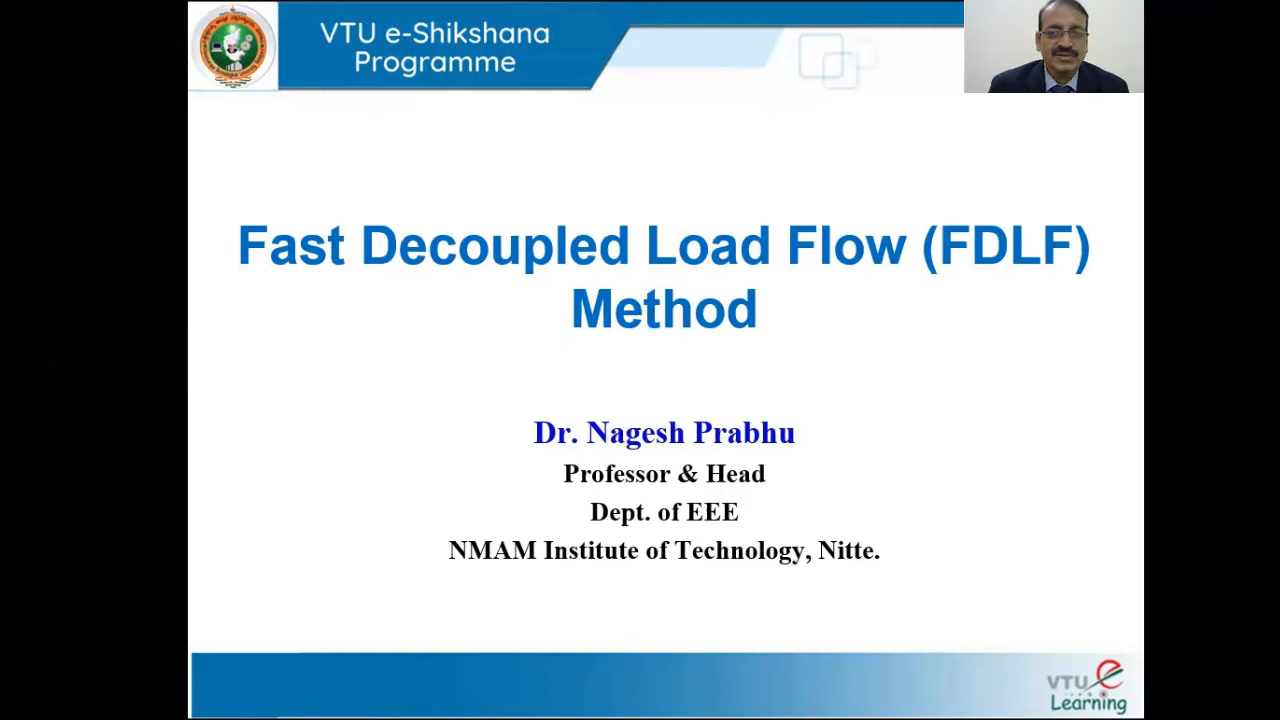 VTU e-Shikshana
Programme
Fast Decoupled Load Flow (FDLF)
Method
Dr. Nagesh Prabhu
Professor & Head
Dept. of EEE
NMAM Institute of Technology, Nitte.
VTU e
Learning